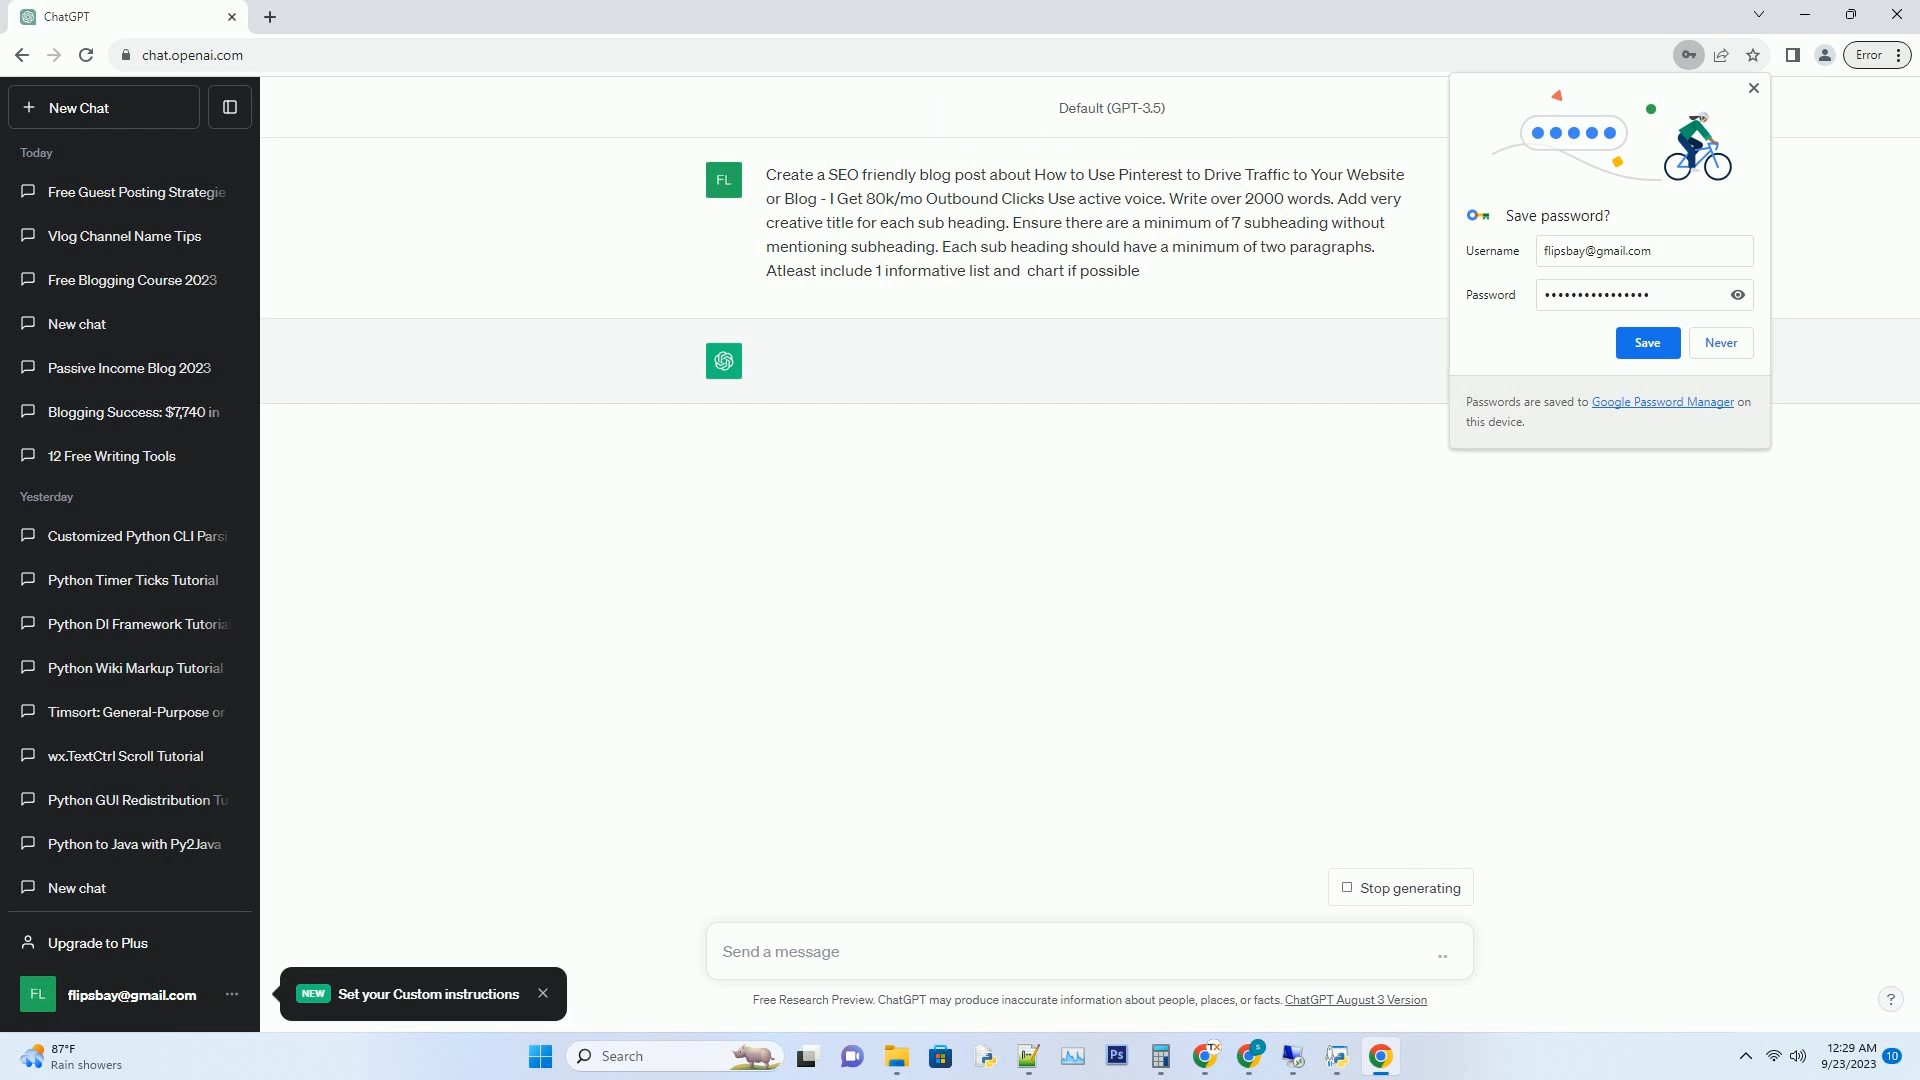 ChatGPT
chat.openai.com
Error
New Chat
Today
Free Guest Posting Strategie
Vlog Channel Name Tips
Free Blogging Course 2023
New chat
Passive Income Blog 2023
Blogging Success: $7,740 in
12 Free Writing Tools
Yesterday
Customized Python CLI Parsi
Python Timer Ticks Tutorial
Python DI Framework Tutoria
Python Wiki Markup Tutorial
Timsort: General-Purpose or
wx.TextCtrl Scroll Tutorial
Python GUI Redistribution Tu
Python to Java with Py2Java
New chat
Upgrade to Plus
FL flipsbay@gmail.com
NEW Set your Custom instructions
Default (GPT-3.5)
FL
Create a SEO friendly blog post about How to Use Pinterest to Drive Traffic to Your Website
or Blog - I Get 80k/mo Outbound Clicks Use active voice. Write over 2000 words. Add very
creative title for each sub heading. Ensure there are a minimum of 7 subheading without
mentioning subheading. Each sub heading should have a minimum of two paragraphs.
Atleast include 1 informative list and chart if possible
Save password?
Username flipsbay@gmail.com
Password ••••••••••••••••
Save Never
Passwords are saved to Google Password Manager on
this device.
Stop generating
Send a message
Free Research Preview. ChatGPT may produce inaccurate information about people, places, or facts. ChatGPT August 3 Version
?
87°F
Rain showers
Search
Ps
TX
S
12:29 AM
9/23/2023
10